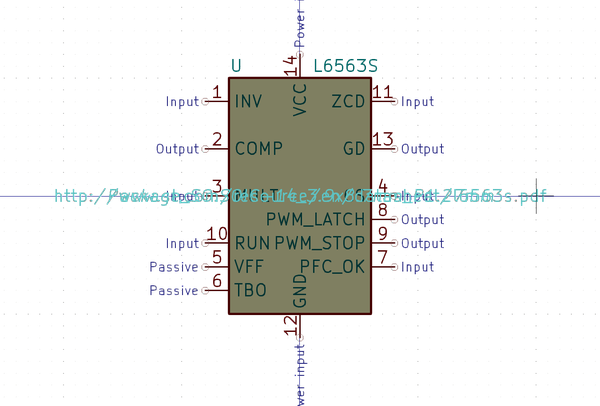 Power i
14
U L6563S
VCC
Input 1 INV ZCD 11 Input
Output 2 COMP GD 13 Output
3 4
PWM_LATCH 8 Output
Input 10 RUN PWM_STOP 9 Output
Passive 5 VFF PFC_OK 7 Input
Passive 6 TBO
GND
12
wer input